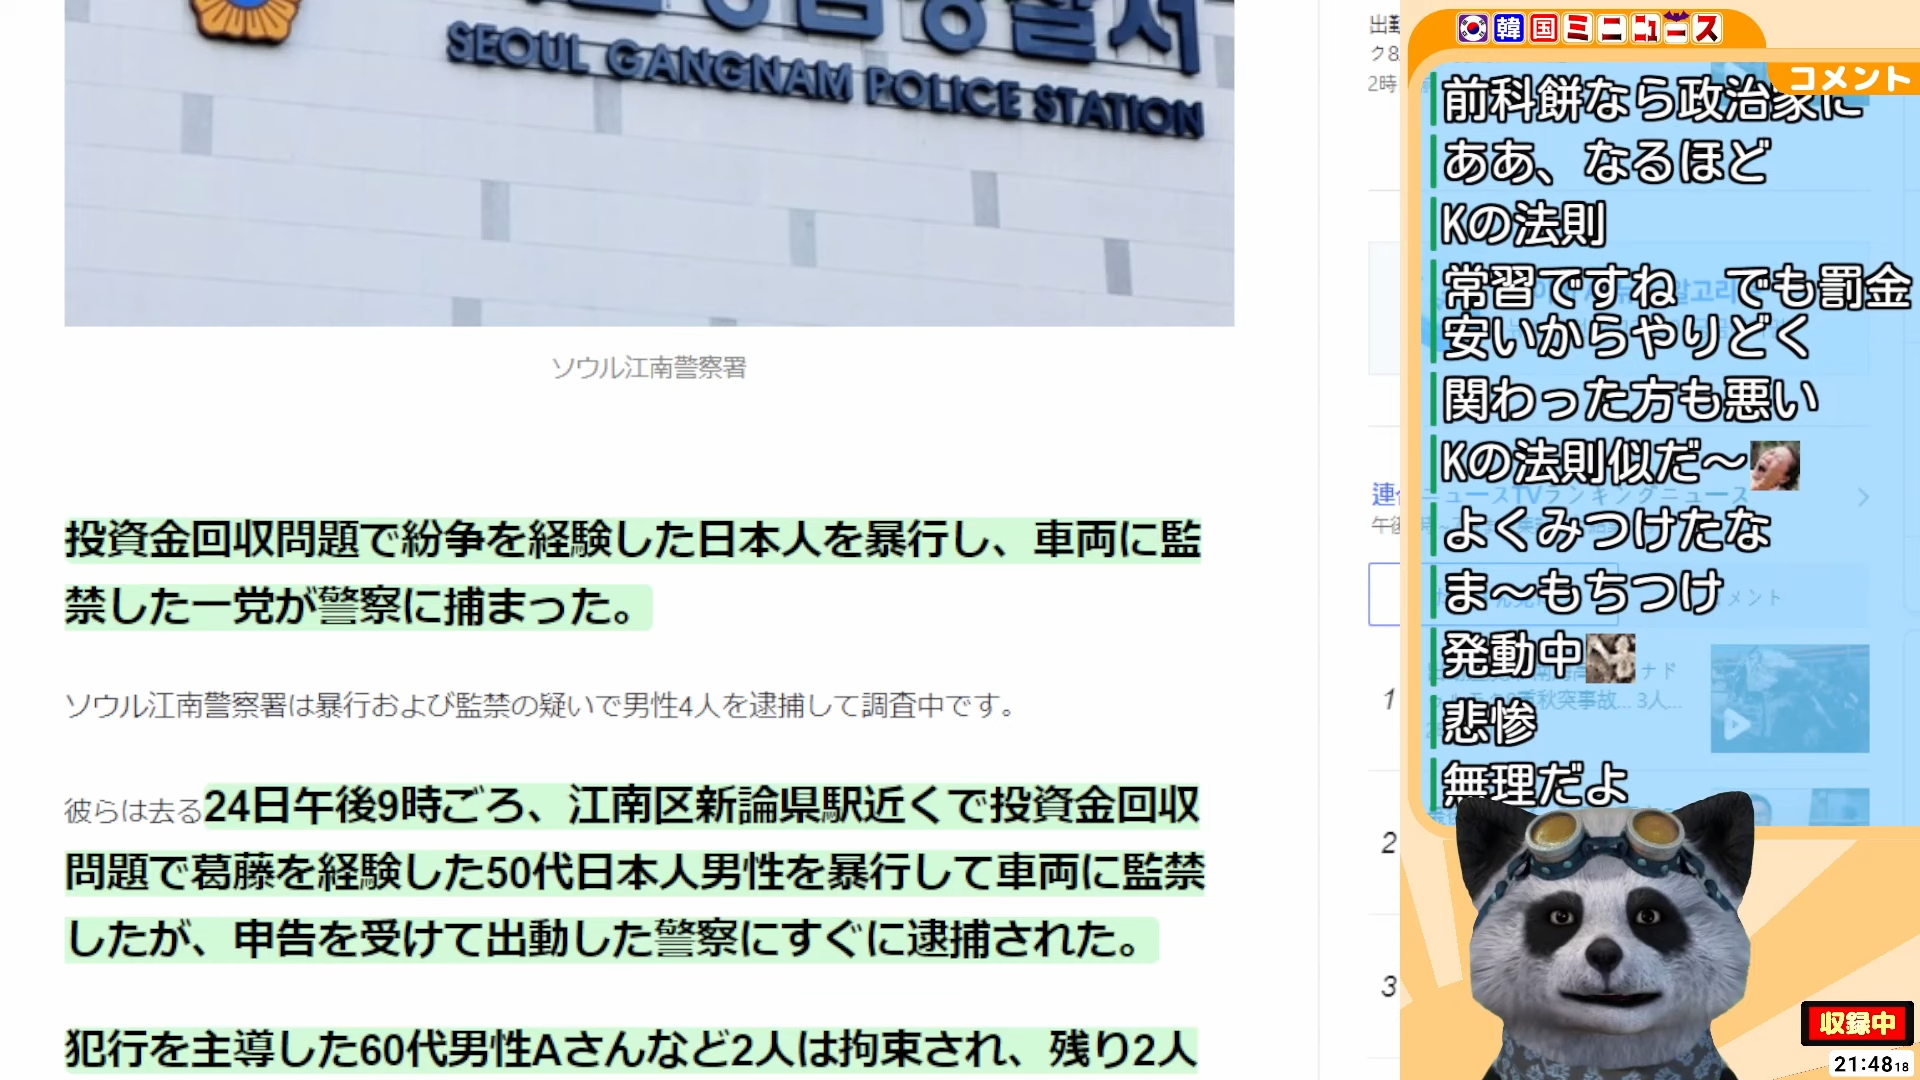 SEOUL GANGNAM POLICE STATION
ソウル江南警察署
投資金回収問題で紛争を経験した日本人を暴行し、車両に監
禁した一党が警察に捕まった。
ソウル江南警察署は暴行および監禁の疑いで男性4人を逮捕して調査中です。
彼らは去る24日午後9時ごろ、江南区新論県駅近くで投資金回収
問題で葛藤を経験した50代日本人男性を暴行して車両に監禁
したが、申告を受けて出動した警察にすぐに逮捕された。
犯行を主導した60代男性Aさんなど2人は拘束され、残り2人
1
2
3
韓国ミニニュース
コメント
前科餅なら政治家に
ああ、なるほど
Kの法則
常習ですね　でも罰金
安いからやりどく
関わった方も悪い
Kの法則似だ〜
よくみつけたな
ま〜もちつけ
発動中
悲惨
無理だよ
収録中
21:48 18